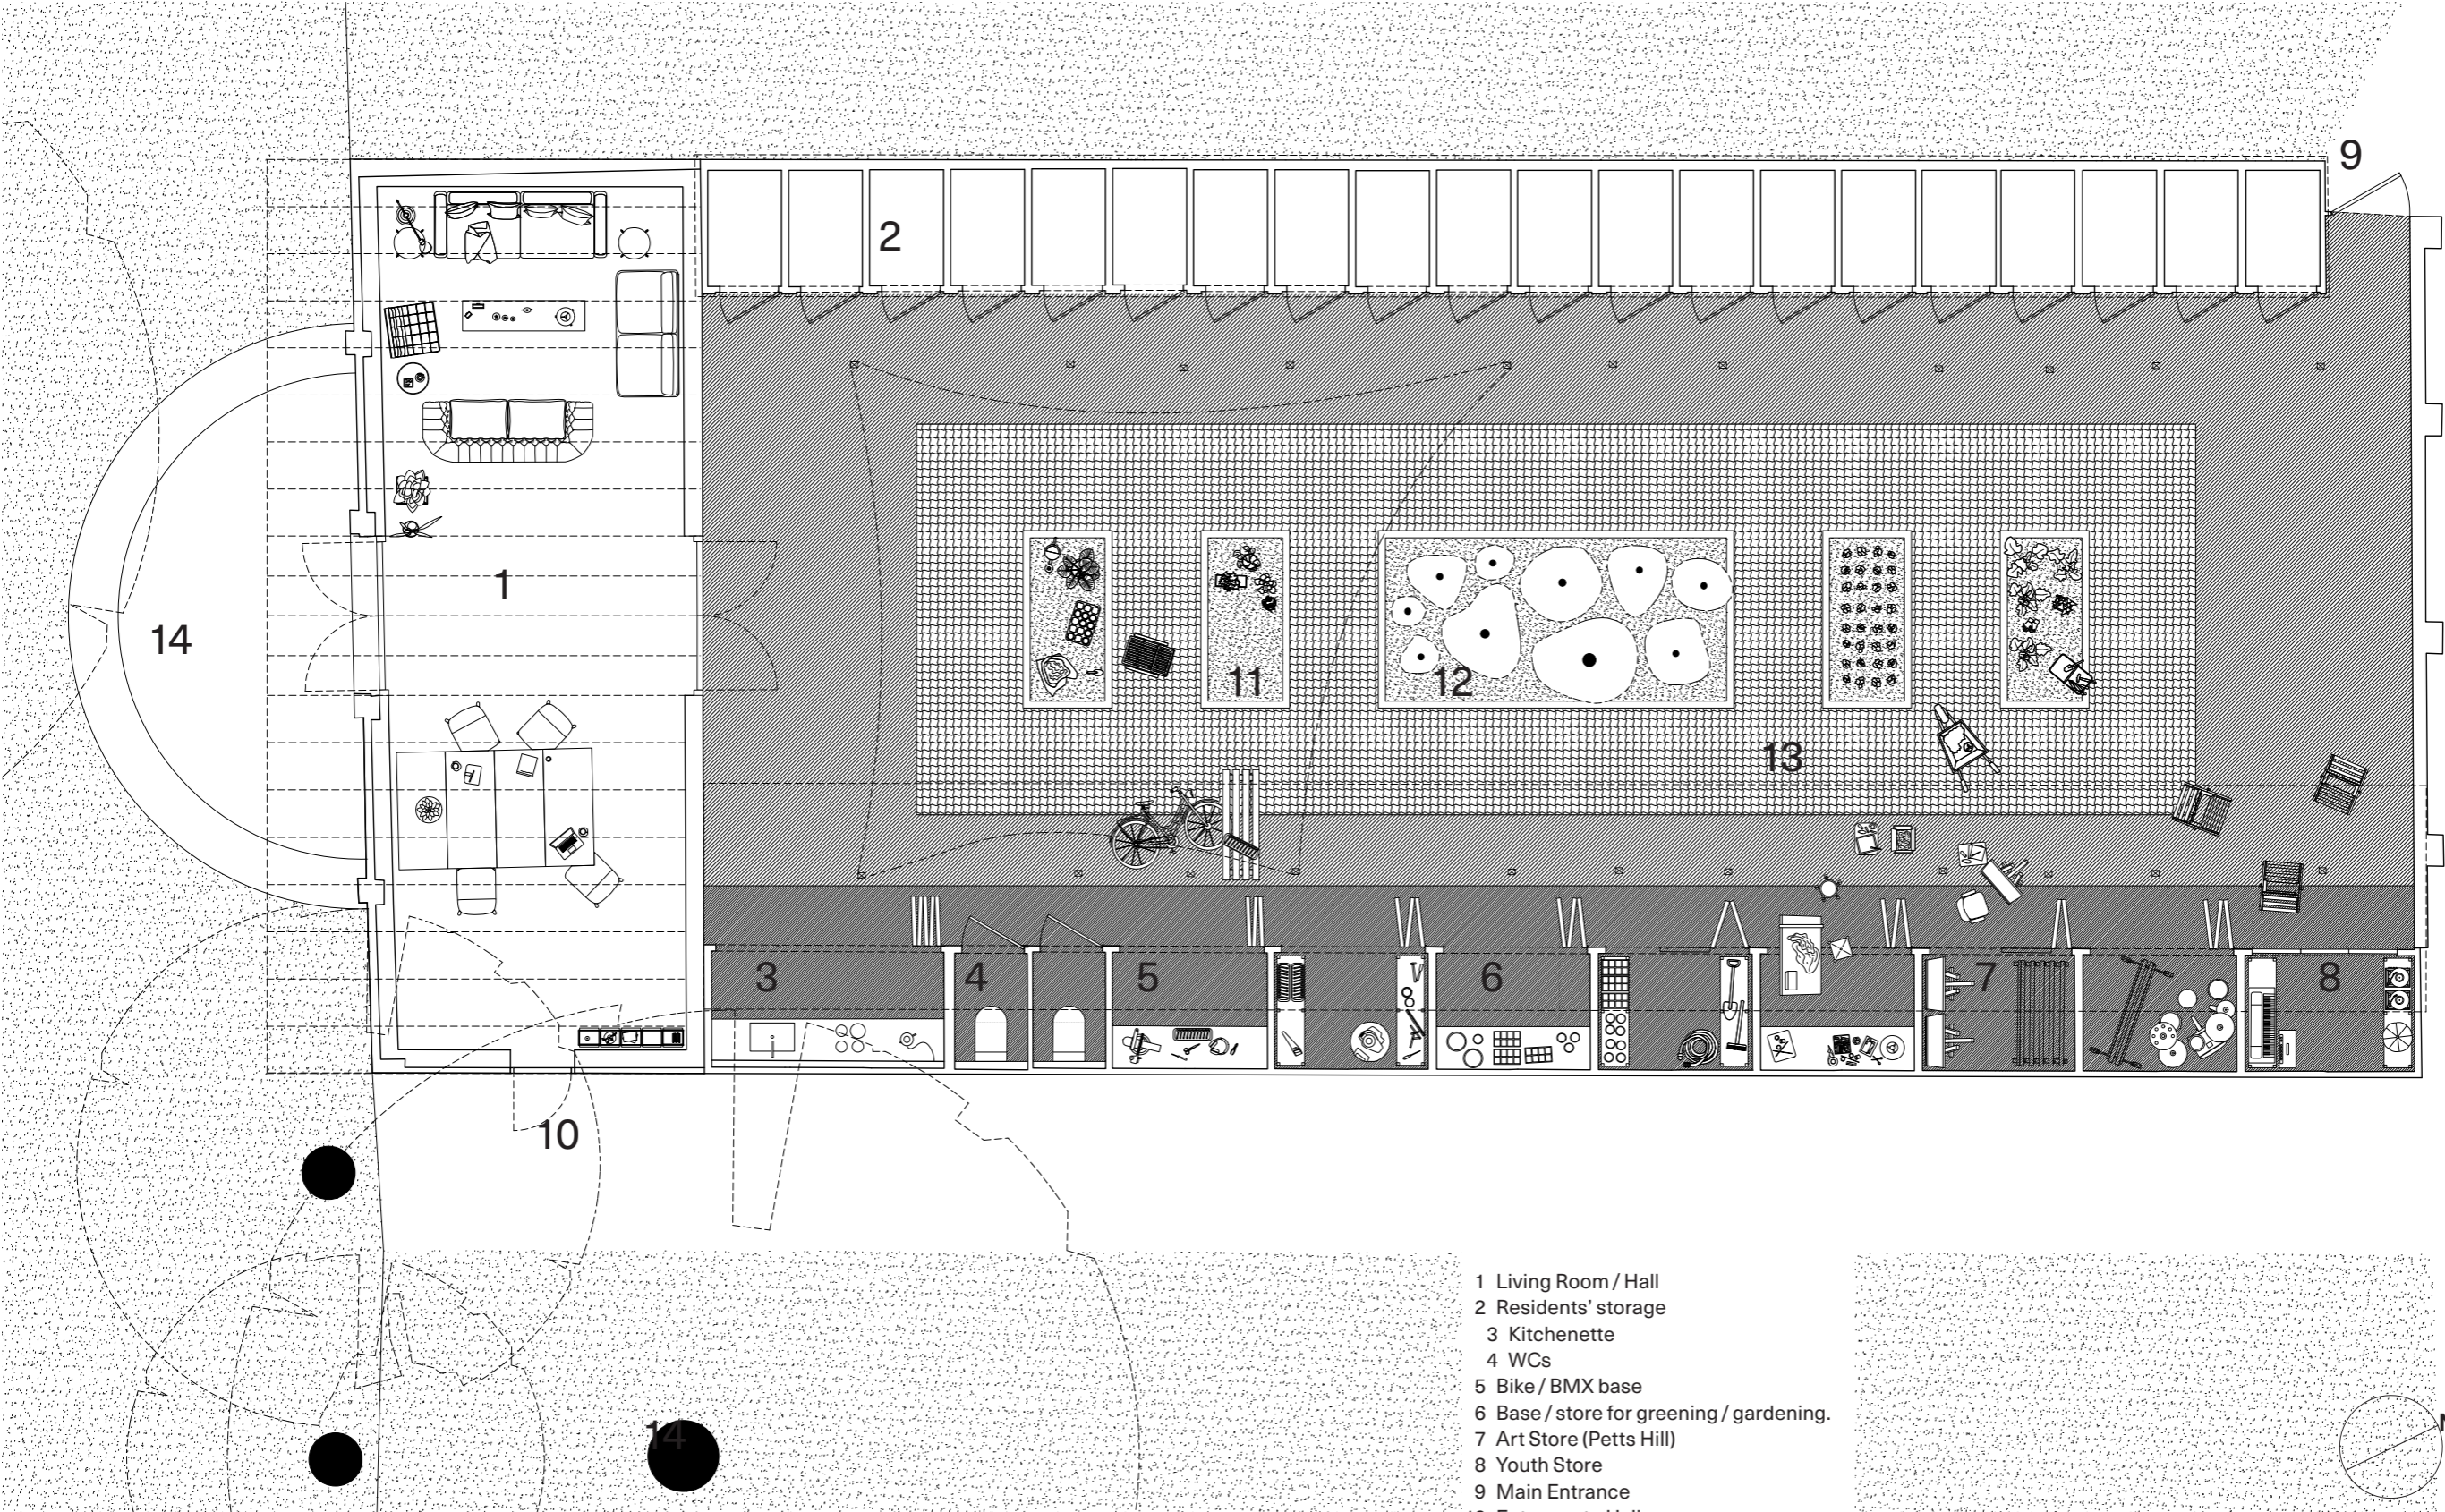 9
2
1
14
11
12
13
3
4
5
6
7
8
10
14
1 Living Room / Hall
2 Residents' storage
3 Kitchenette
4 WCs
5 Bike / BMX base
6 Base / store for greening / gardening.
7 Art Store (Petts Hill)
8 Youth Store
9 Main Entrance